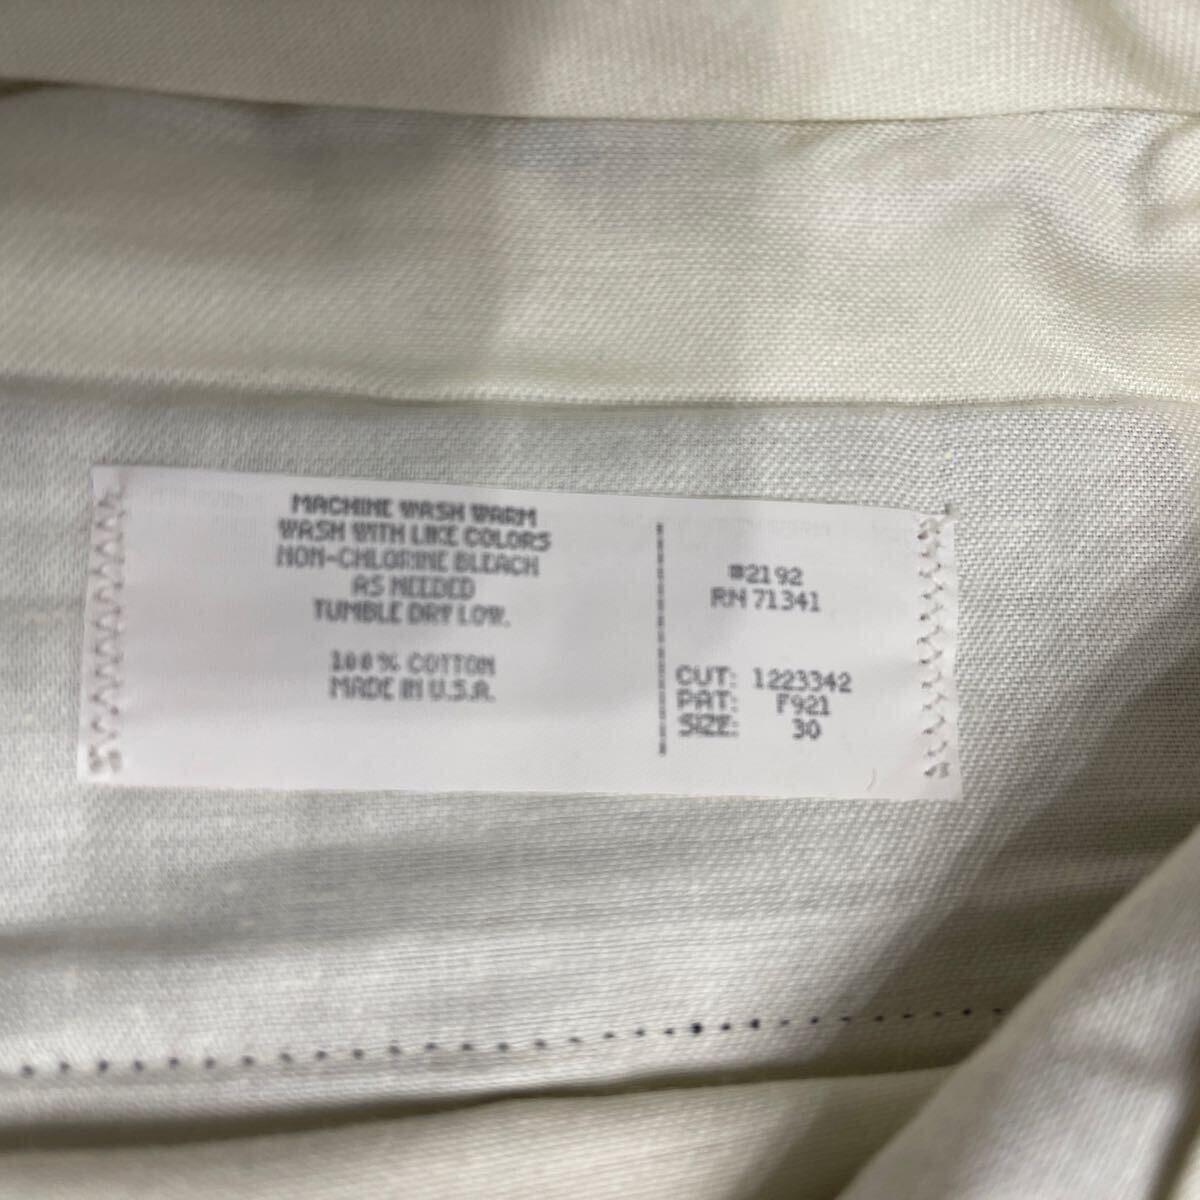 MACHINE WASH WARM
WASH WITH LIKE COLORS
NON-CHLORINE BLEACH
AS NEEDED
TUMBLE DRY LOW.
100% COTTON
MADE IN U.S.A.
#2192
RN 71341
CUT: 1223342
PAT: F921
SIZE: 30